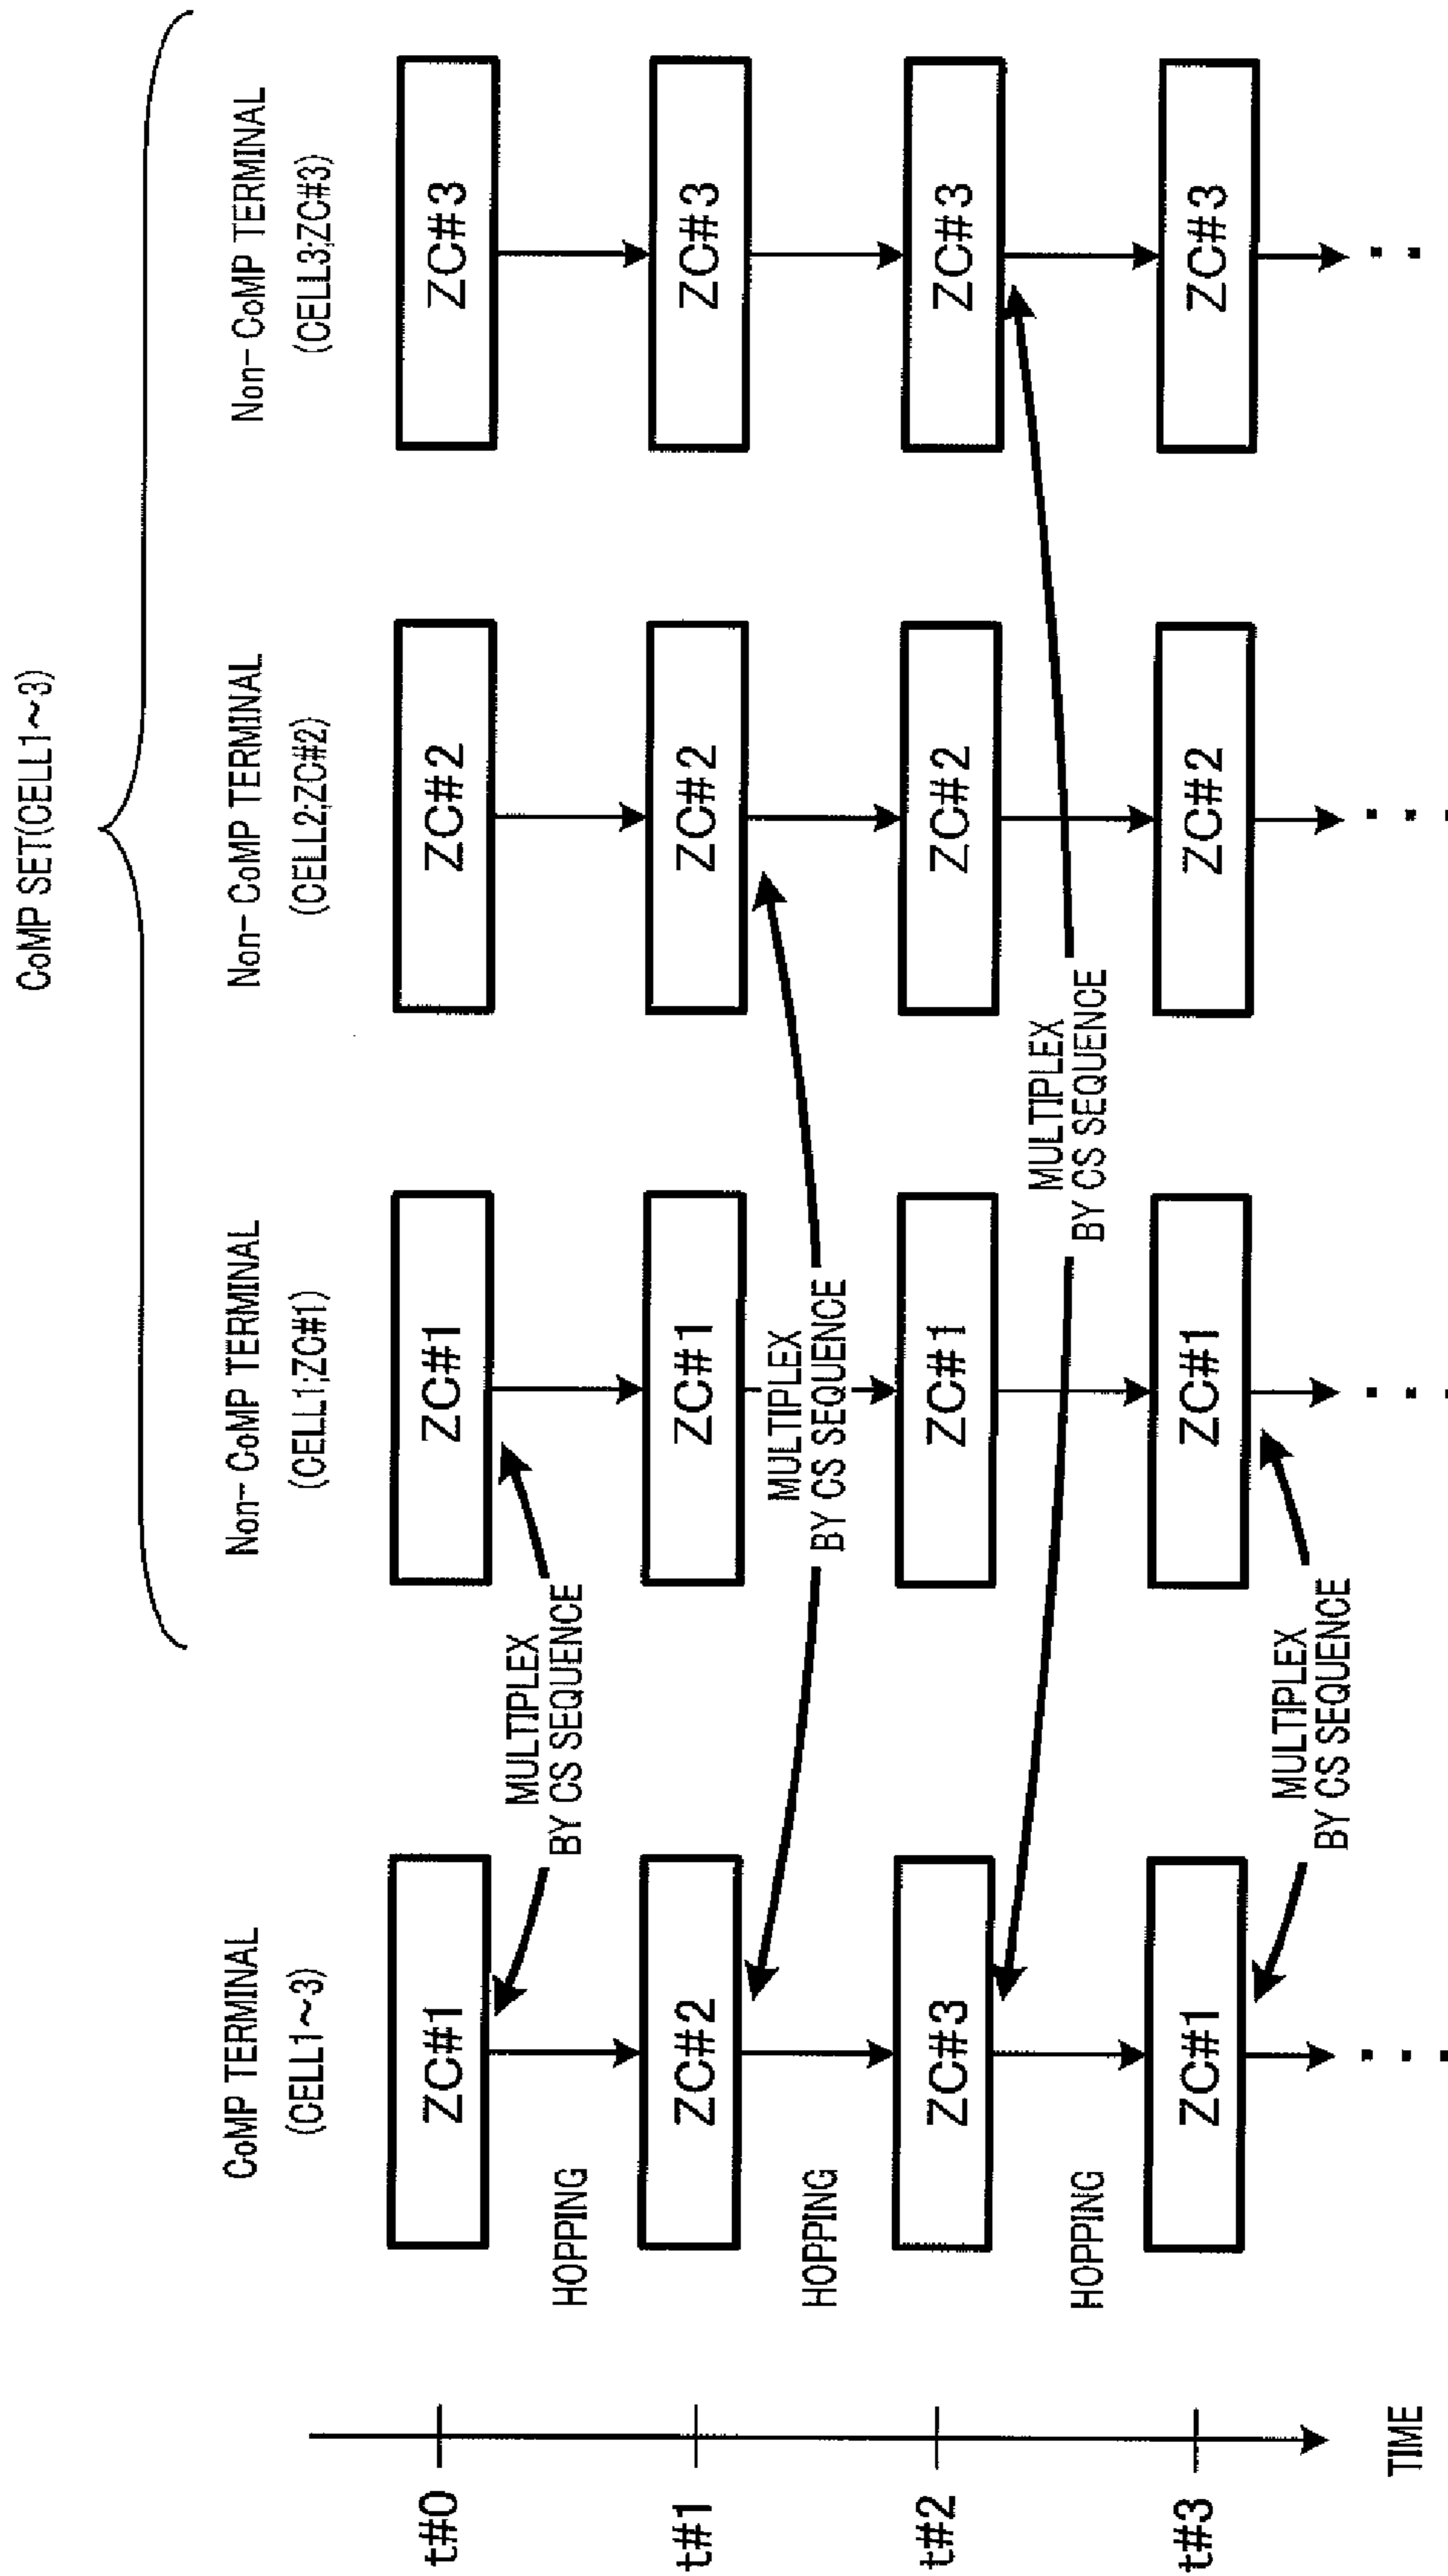 CoMP SET(CELL1~3)
CoMP TERMINAL
(CELL1~3)
Non-CoMP TERMINAL
(CELL1;ZC#1)
Non-CoMP TERMINAL
(CELL2;ZC#2)
Non-CoMP TERMINAL
(CELL3;ZC#3)
t#0
ZC#1
ZC#1
ZC#2
ZC#3
HOPPING
MULTIPLEX
BY CS SEQUENCE
t#1
ZC#2
ZC#1
ZC#2
ZC#3
HOPPING
MULTIPLEX
BY CS SEQUENCE
t#2
ZC#3
ZC#1
ZC#2
ZC#3
HOPPING
MULTIPLEX
BY CS SEQUENCE
t#3
ZC#1
ZC#1
ZC#2
ZC#3
MULTIPLEX
BY CS SEQUENCE
TIME